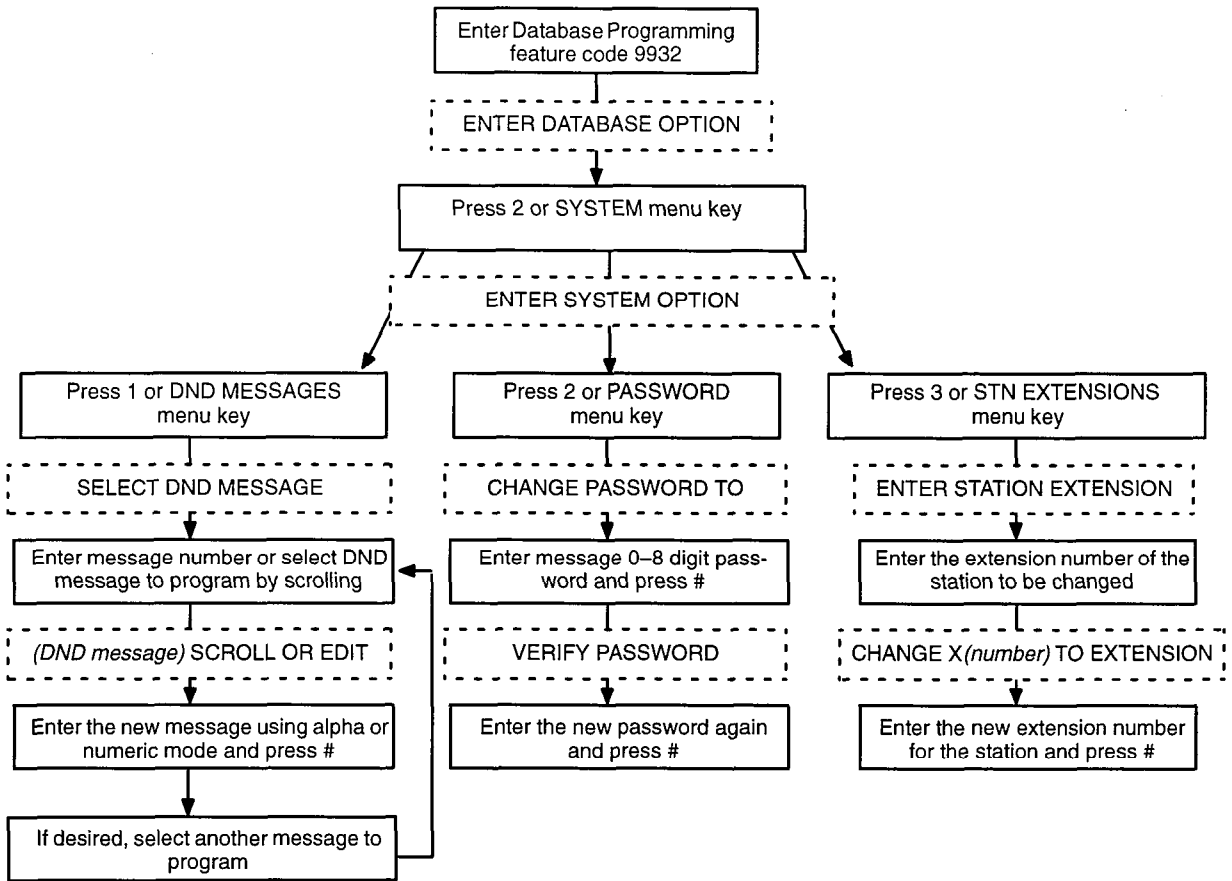 Enter Database Programming
feature code 9932
ENTER DATABASE OPTION
Press 2 or SYSTEM menu key
ENTER SYSTEM OPTION
Press 1 or DND MESSAGES
menu key
SELECT DND MESSAGE
Enter message number or select DND
message to program by scrolling
(DND message) SCROLL OR EDIT
Enter the new message using alpha or
numeric mode and press #
If desired, select another message to
program
Press 2 or PASSWORD
menu key
CHANGE PASSWORD TO
Enter message 0–8 digit pass-
word and press #
VERIFY PASSWORD
Enter the new password again
and press #
Press 3 or STN EXTENSIONS
menu key
ENTER STATION EXTENSION
Enter the extension number of the
station to be changed
CHANGE X(number) TO EXTENSION
Enter the new extension number
for the station and press #